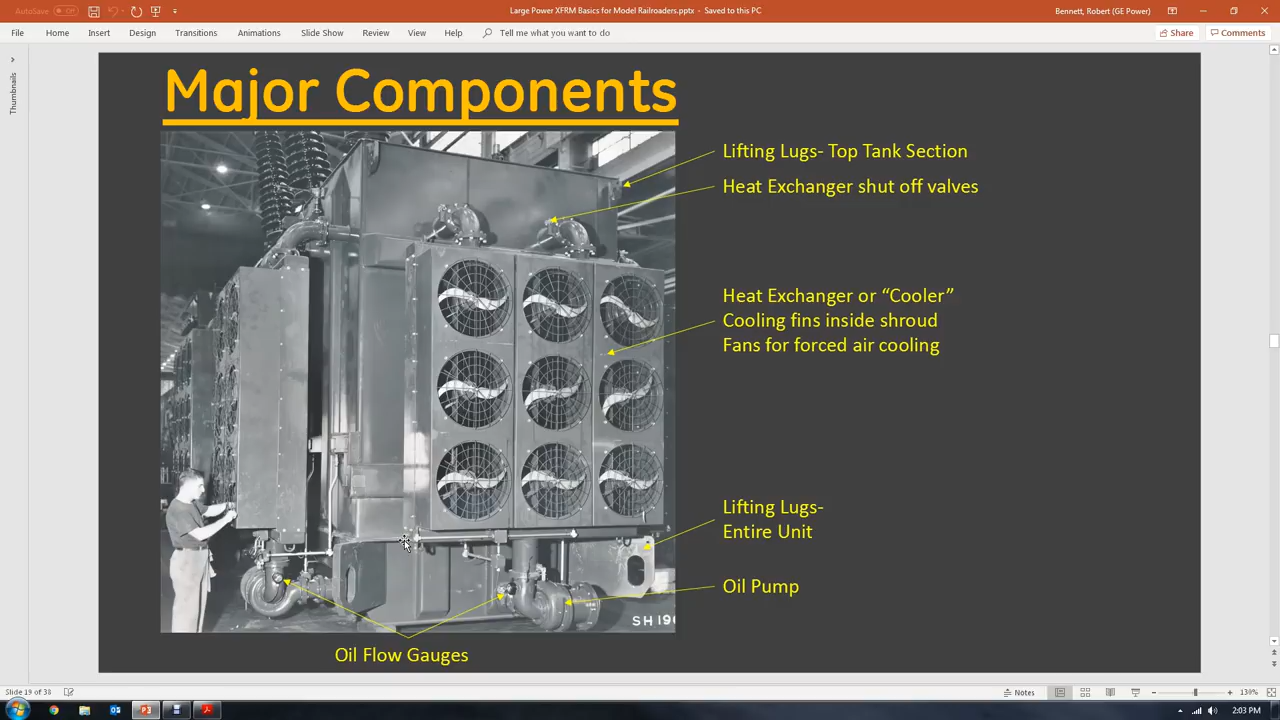 AutoSave Off
Large Power XFRM Basics for Model Railroaders.pptx - Saved to this PC
Bennett, Robert (GE Power)
File Home Insert Draw Design Transitions Animations Slide Show Review View Help Tell me what you want to do
Share Comments
Thumbnails
Major Components
Lifting Lugs- Top Tank Section
Heat Exchanger shut off valves
Heat Exchanger or “Cooler”
Cooling fins inside shroud
Fans for forced air cooling
Lifting Lugs-
Entire Unit
Oil Pump
SH 196
Oil Flow Gauges
Slide 19 of 38
Notes
130%
2:03 PM